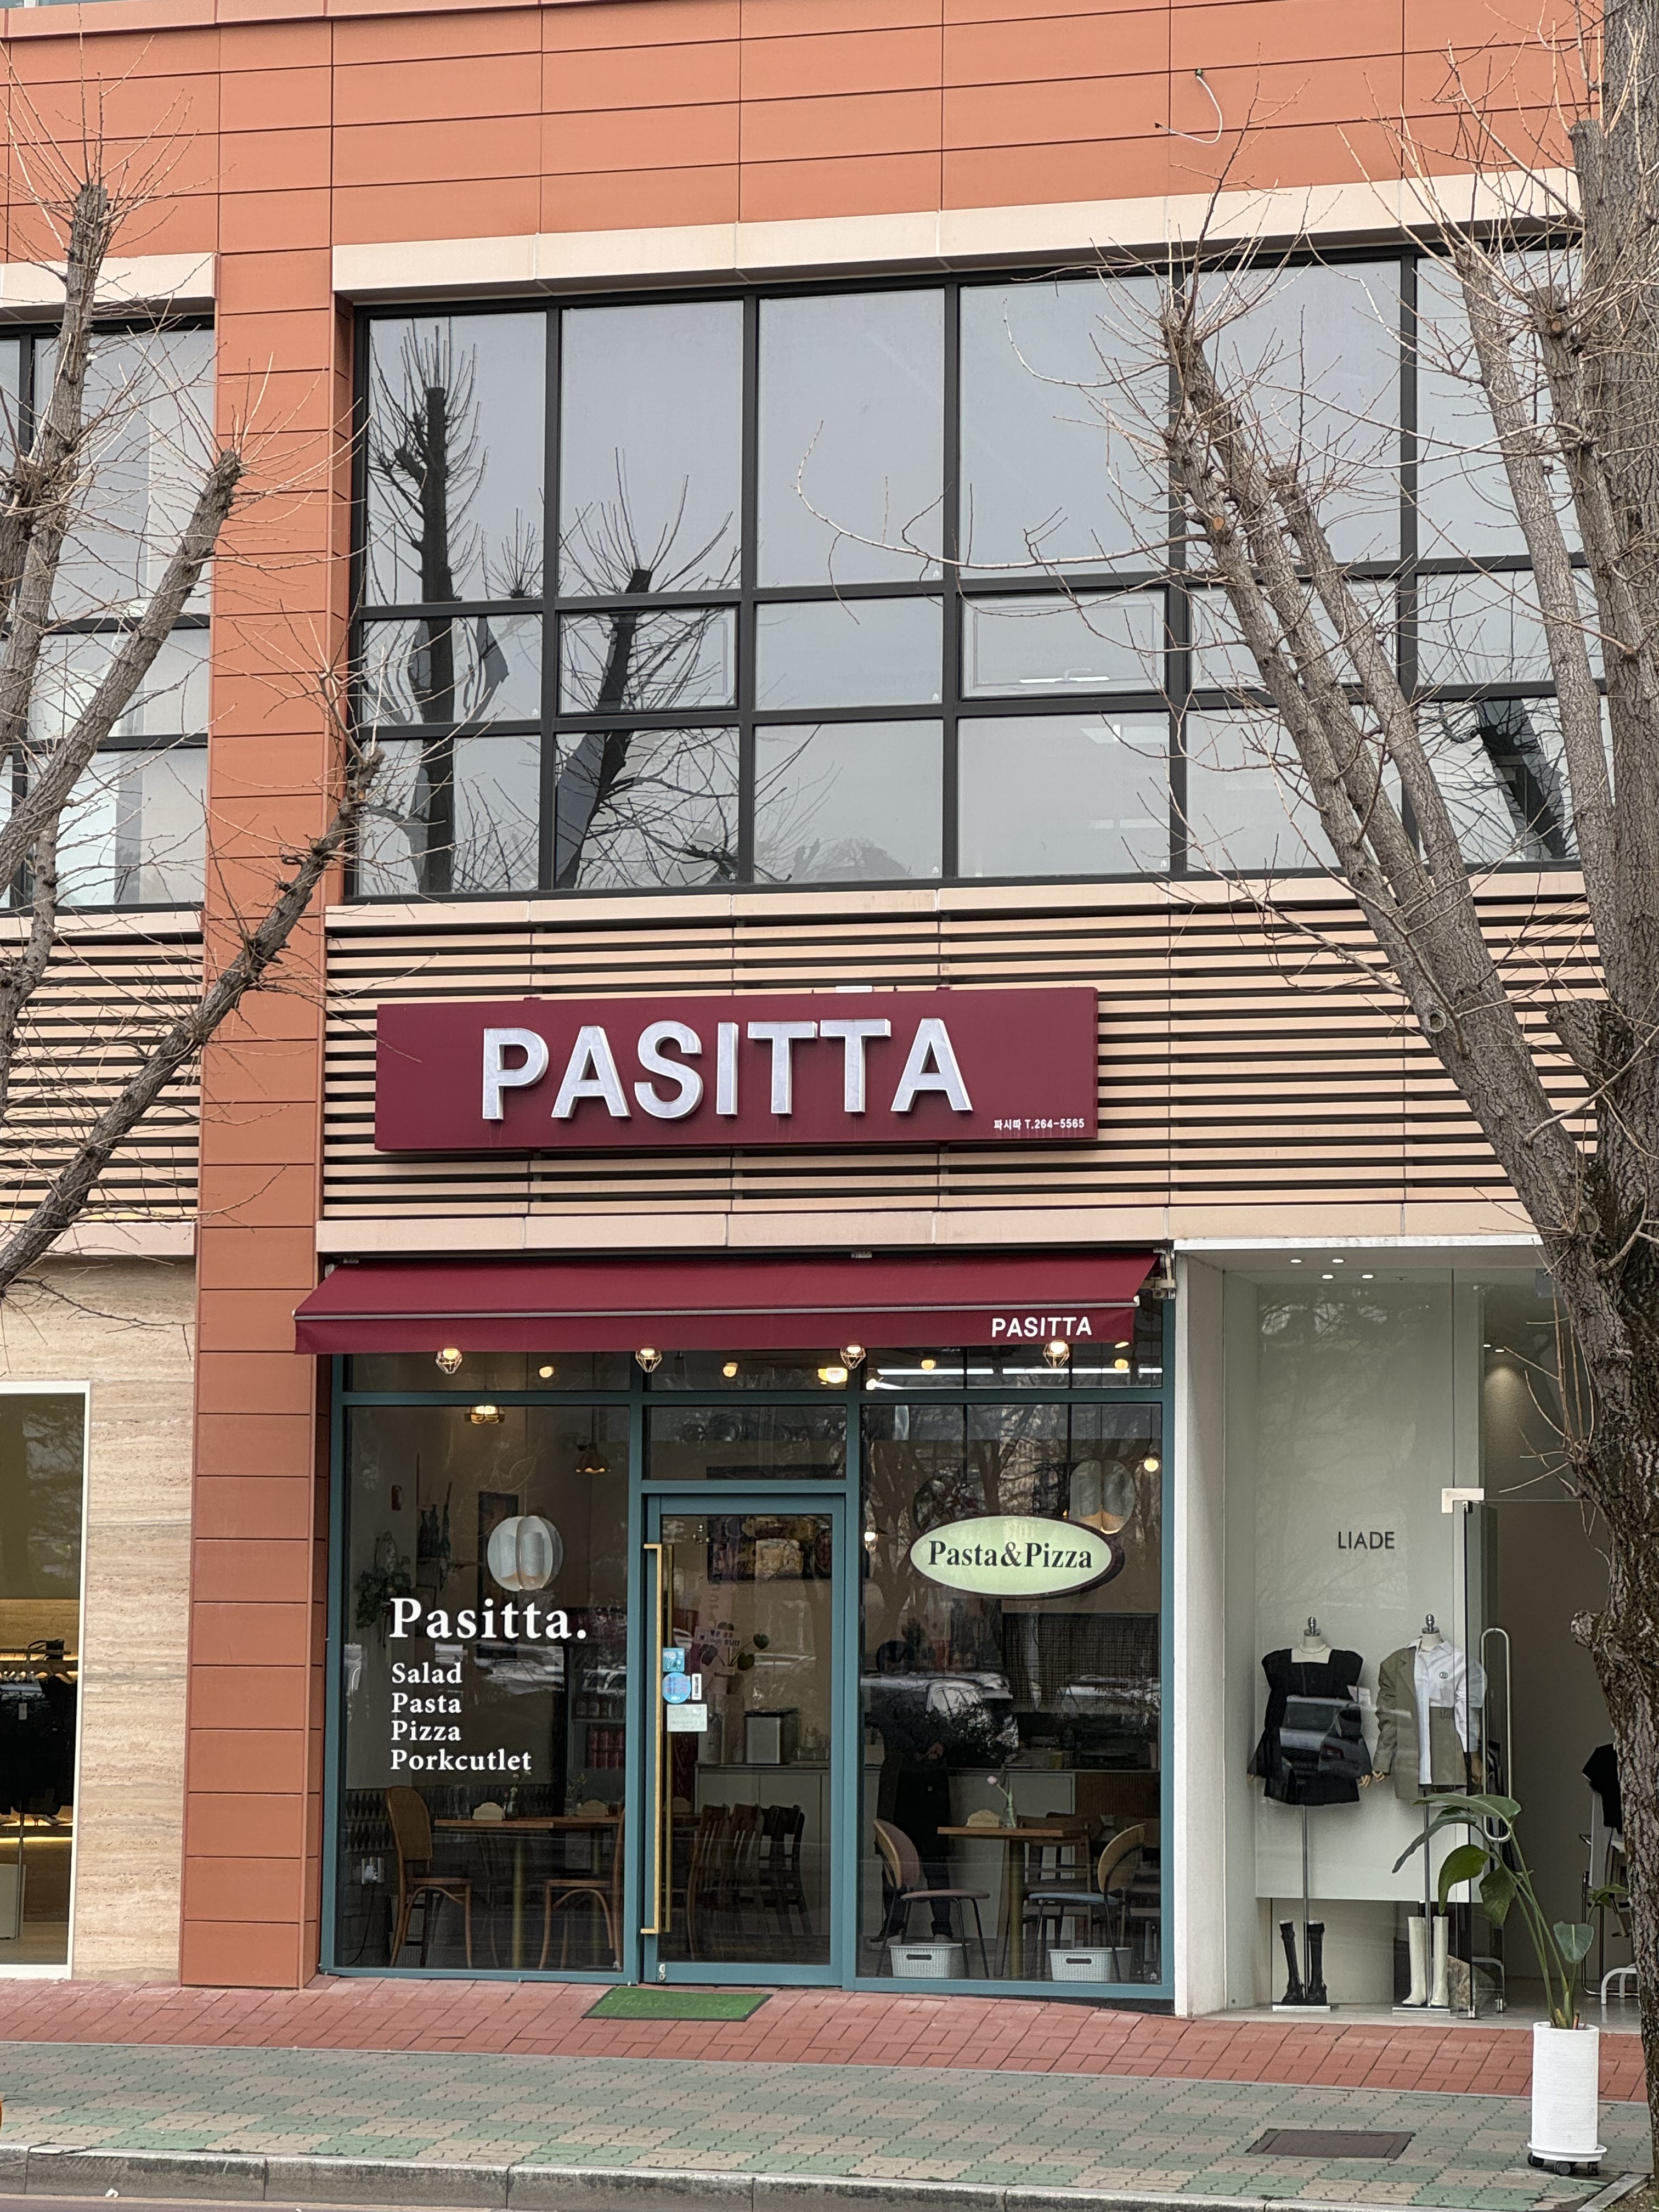 PASITTA
파시따 T.264-5565
PASITTA
Pasta&Pizza
Pasitta.
Salad
Pasta
Pizza
Porkcutlet
LIADE